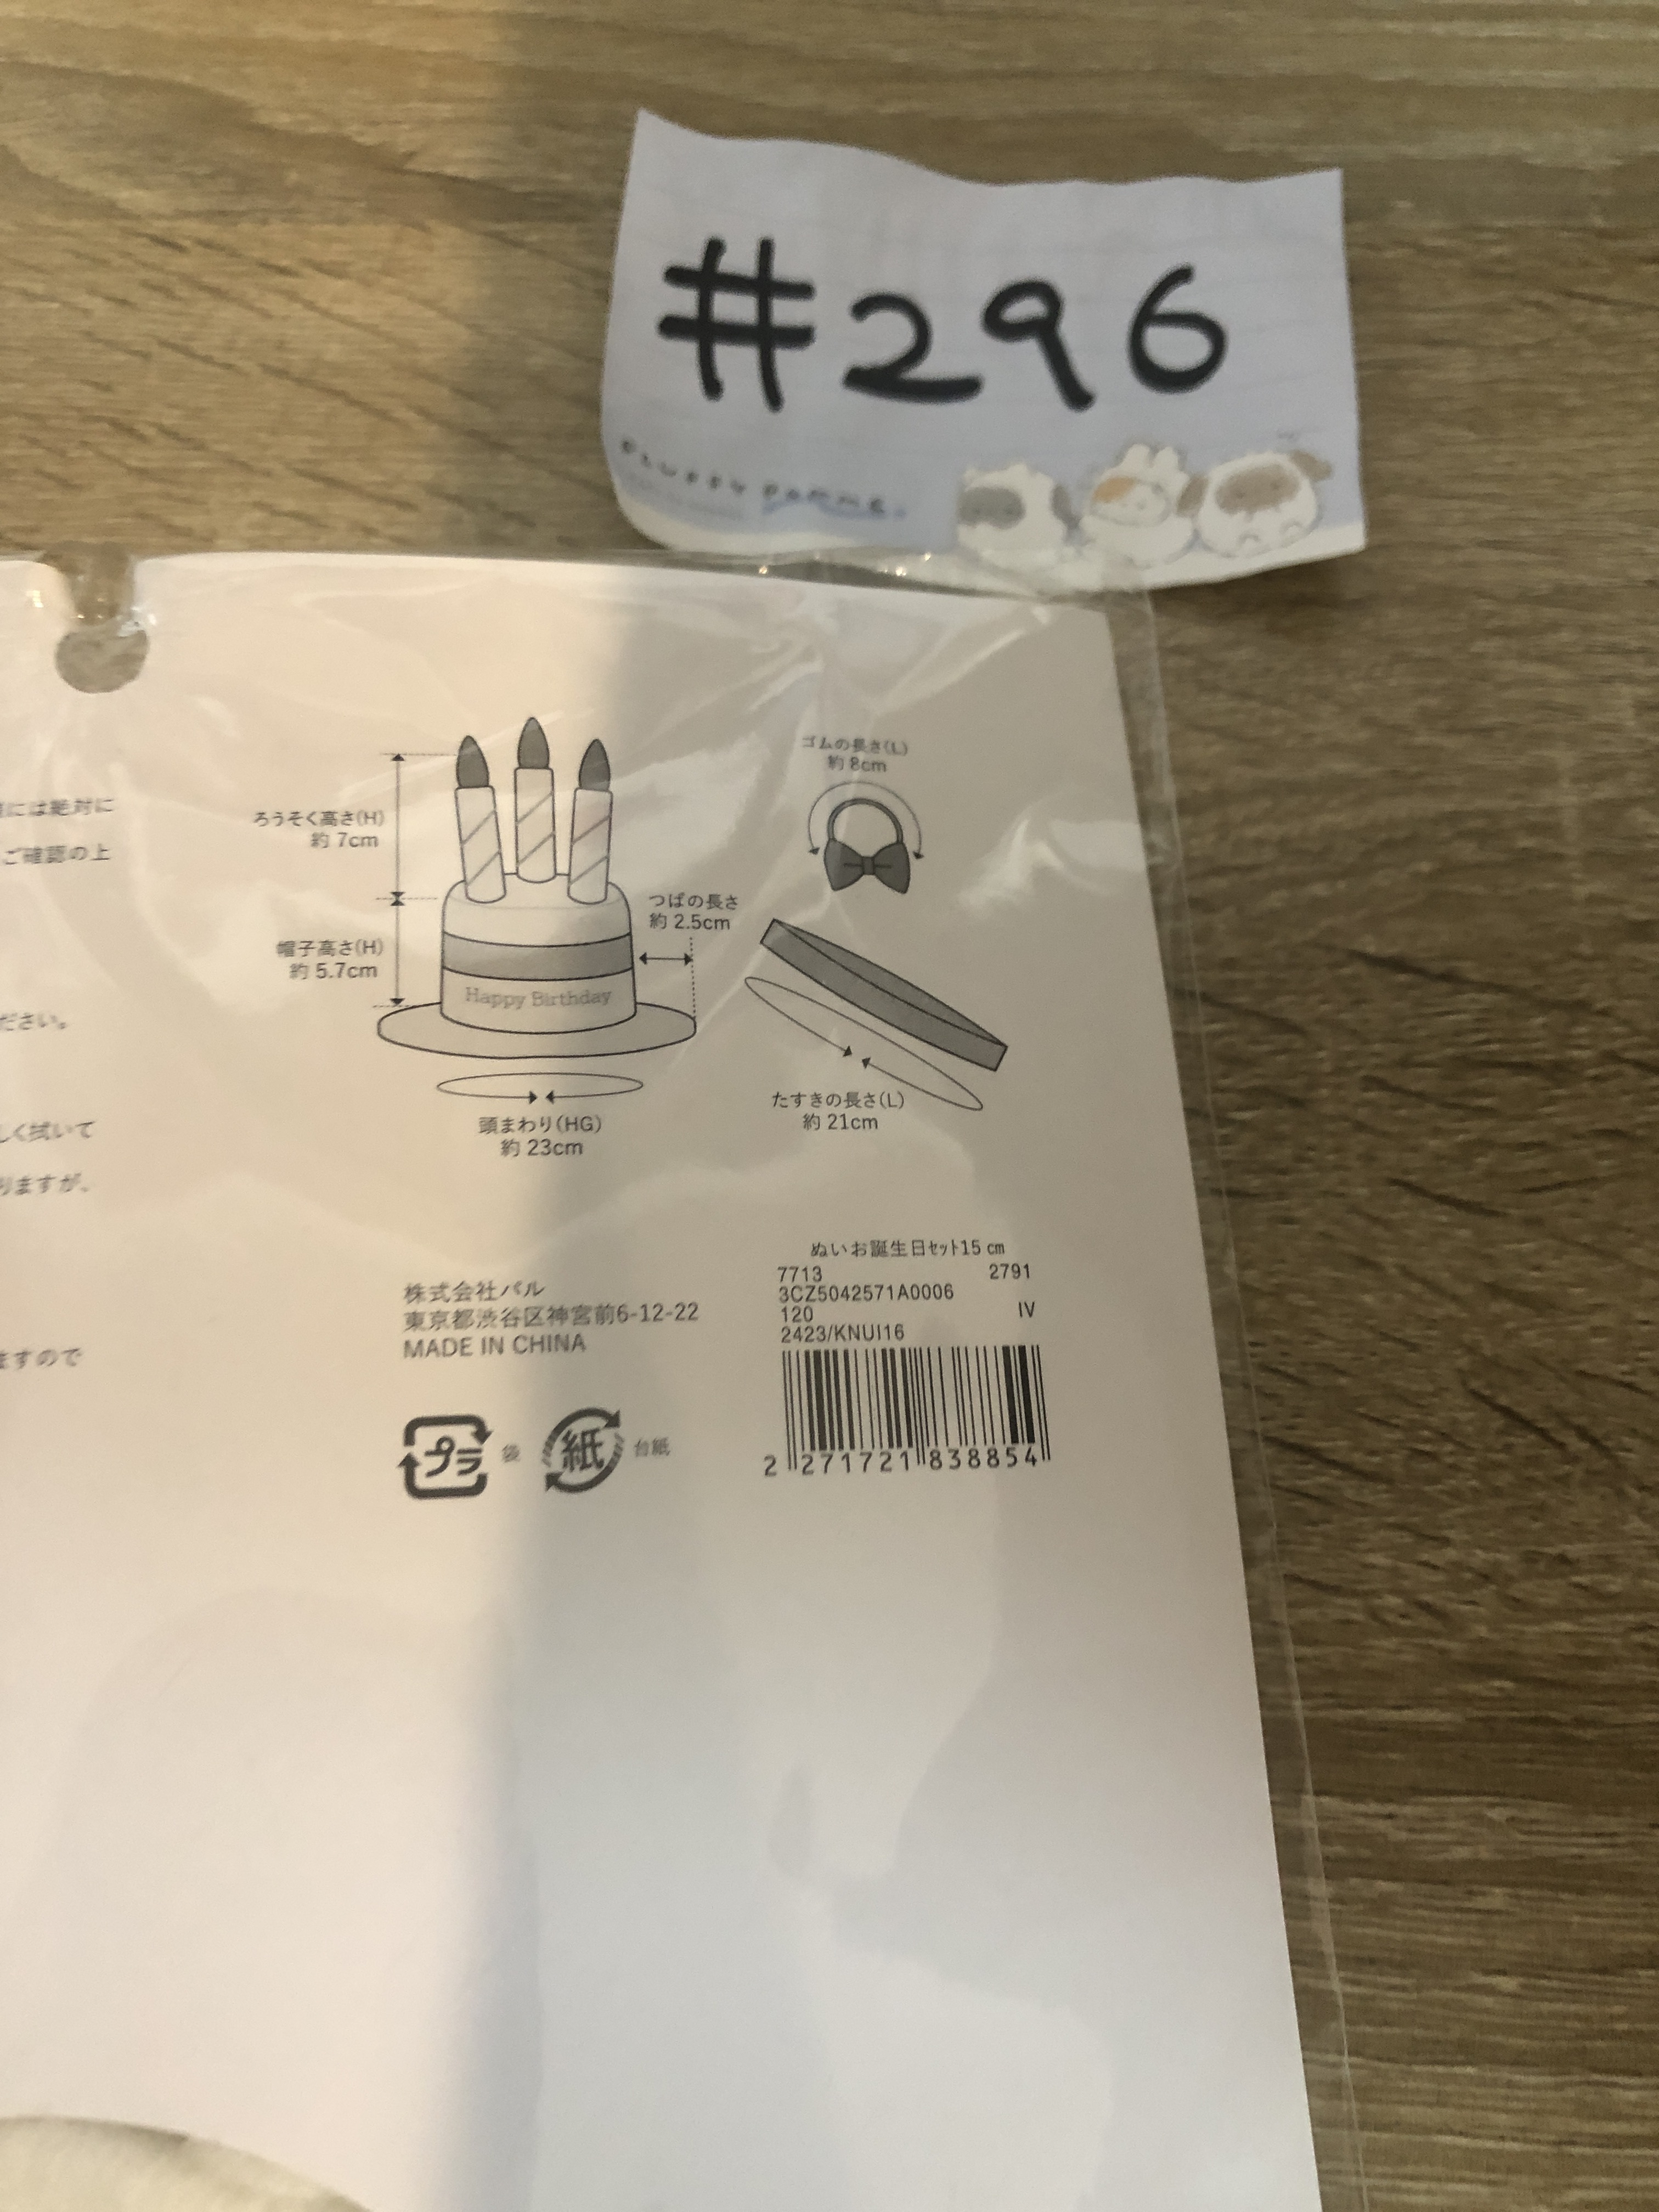 #296
Fluffy pomme.
には絶対に
ご確認の上
ださい。
しく拭いて
りますが、
ますので
ろうそく高さ(H)
約 7cm
帽子高さ(H)
約 5.7cm
つばの長さ
約 2.5cm
Happy Birthday
頭まわり(HG)
約 23cm
ゴムの長さ(L)
約 8cm
たすきの長さ(L)
約 21cm
株式会社パル
東京都渋谷区神宮前6-12-22
MADE IN CHINA
プラ 袋
紙 台紙
ぬいお誕生日ｾｯﾄ15㎝
7713 2791
3CZ5042571A0006
120 IV
2423/KNUI16
2 271721 838854